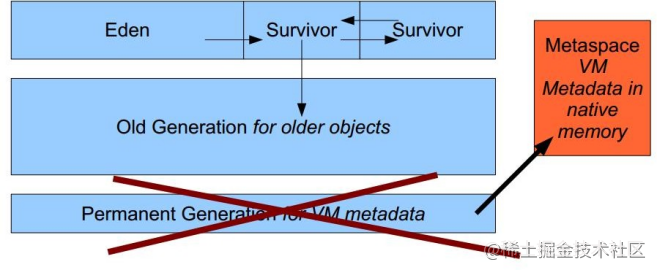 Eden
Survivor
Survivor
Metaspace
VM
Metadata in
native
memory
Old Generation for older objects
Permanent Generation for VM metadata
@稀土掘金技术社区